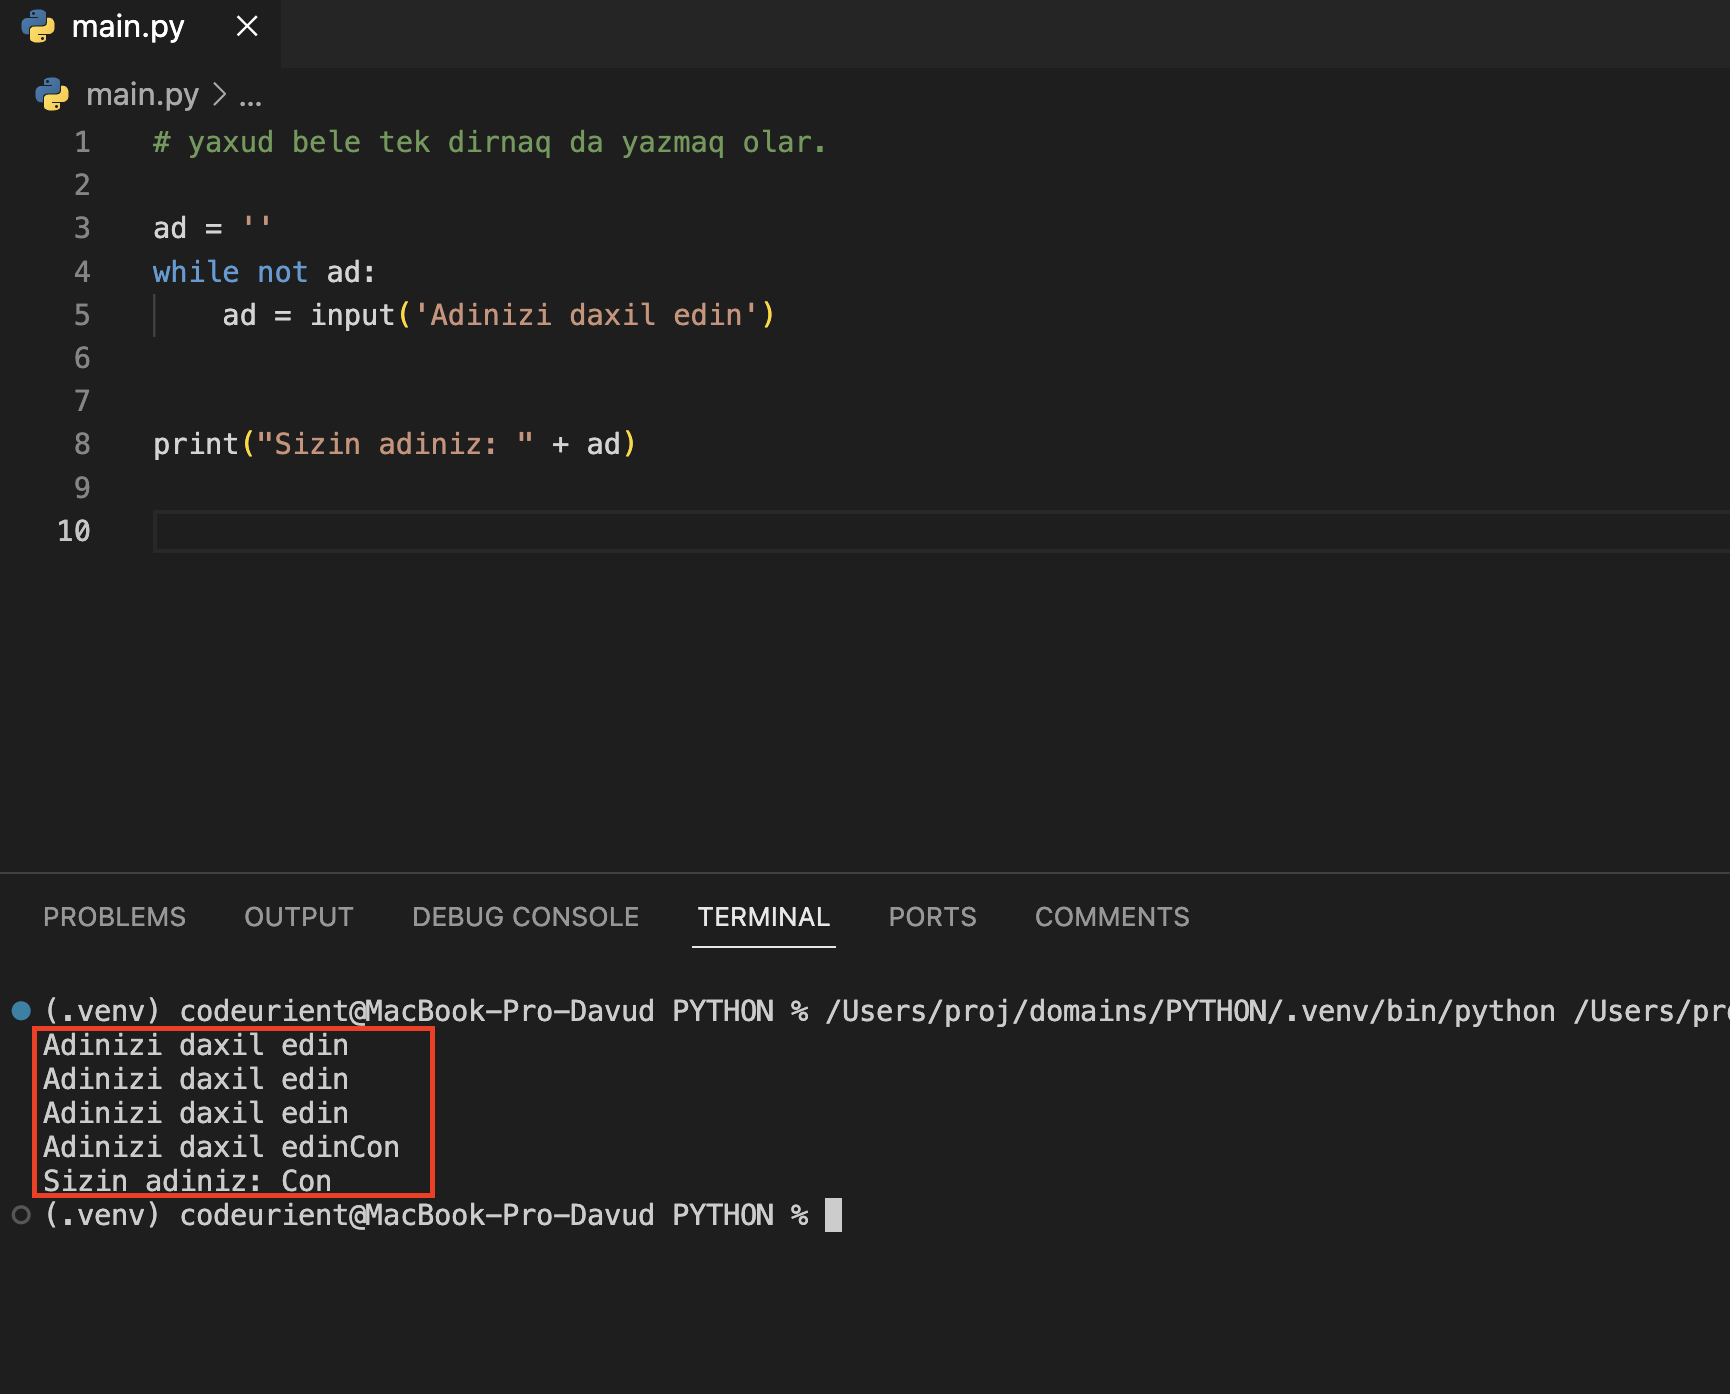 main.py
main.py > ...
1 # yaxud bele tek dirnaq da yazmaq olar.
2
3 ad = ''
4 while not ad:
5     ad = input('Adinizi daxil edin')
6
7
8 print("Sizin adiniz: " + ad)
9
10
PROBLEMS OUTPUT DEBUG CONSOLE TERMINAL PORTS COMMENTS
(.venv) codeurient@MacBook-Pro-Davud PYTHON % /Users/proj/domains/PYTHON/.venv/bin/python /Users/pro
Adinizi daxil edin
Adinizi daxil edin
Adinizi daxil edin
Adinizi daxil edinCon
Sizin adiniz: Con
(.venv) codeurient@MacBook-Pro-Davud PYTHON %